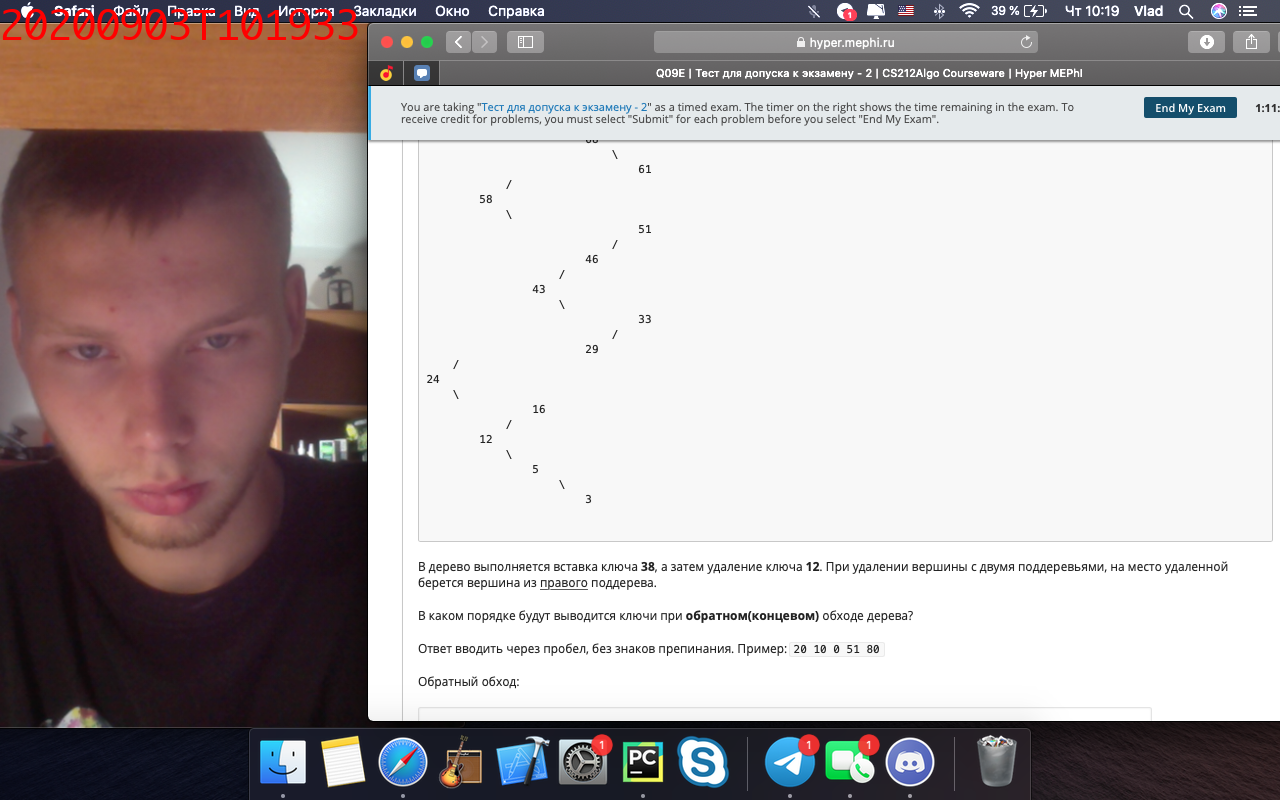 20200903T101933
Safari Файл Правка Вид История Закладки Окно Справка
1 39 % Чт 10:19 Vlad
hyper.mephi.ru
Q09E | Тест для допуска к экзамену - 2 | CS212Algo Courseware | Hyper MEPhI
You are taking "Тест для допуска к экзамену - 2" as a timed exam. The timer on the right shows the time remaining in the exam. To
receive credit for problems, you must select "Submit" for each problem before you select "End My Exam".
End My Exam
1:11:
\
61
/
58
\
51
/
46
/
43
\
33
/
29
/
24
\
16
/
12
\
5
\
3
В дерево выполняется вставка ключа 38, а затем удаление ключа 12. При удалении вершины с двумя поддеревьями, на место удаленной
берется вершина из правого поддерева.
В каком порядке будут выводится ключи при обратном(концевом) обходе дерева?
Ответ вводить через пробел, без знаков препинания. Пример: 20 10 0 51 80
Обратный обход:
1 PC 1 1